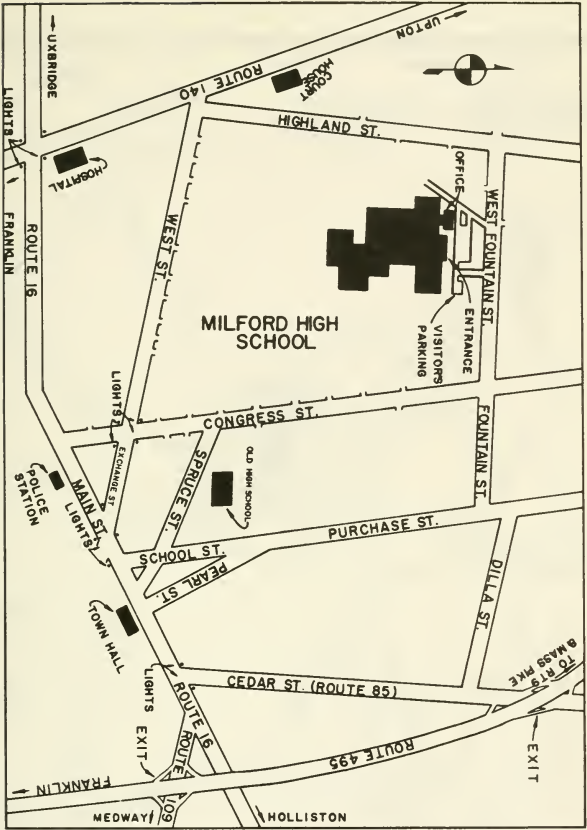 UXBRIDGE
UPTON
ROUTE 140
COURT
HOUSE
LIGHTS
HOSPITAL
HIGHLAND ST.
OFFICE
WEST FOUNTAIN ST.
ROUTE 16
FRANKLIN
WEST ST.
ENTRANCE
VISITOR'S
PARKING
MILFORD HIGH
SCHOOL
LIGHTS
CONGRESS ST.
FOUNTAIN ST.
EXCHANGE ST.
SPRUCE ST.
OLD HIGH SCHOOL
POLICE
STATION
MAIN ST.
LIGHTS
SCHOOL ST.
PURCHASE ST.
PEARL ST.
DILLA ST.
TOWN HALL
TO RT 9
& MASS PIKE
CEDAR ST. (ROUTE 85)
LIGHTS
ROUTE 16
EXIT
ROUTE 109
ROUTE 495
EXIT
FRANKLIN
MEDWAY
HOLLISTON